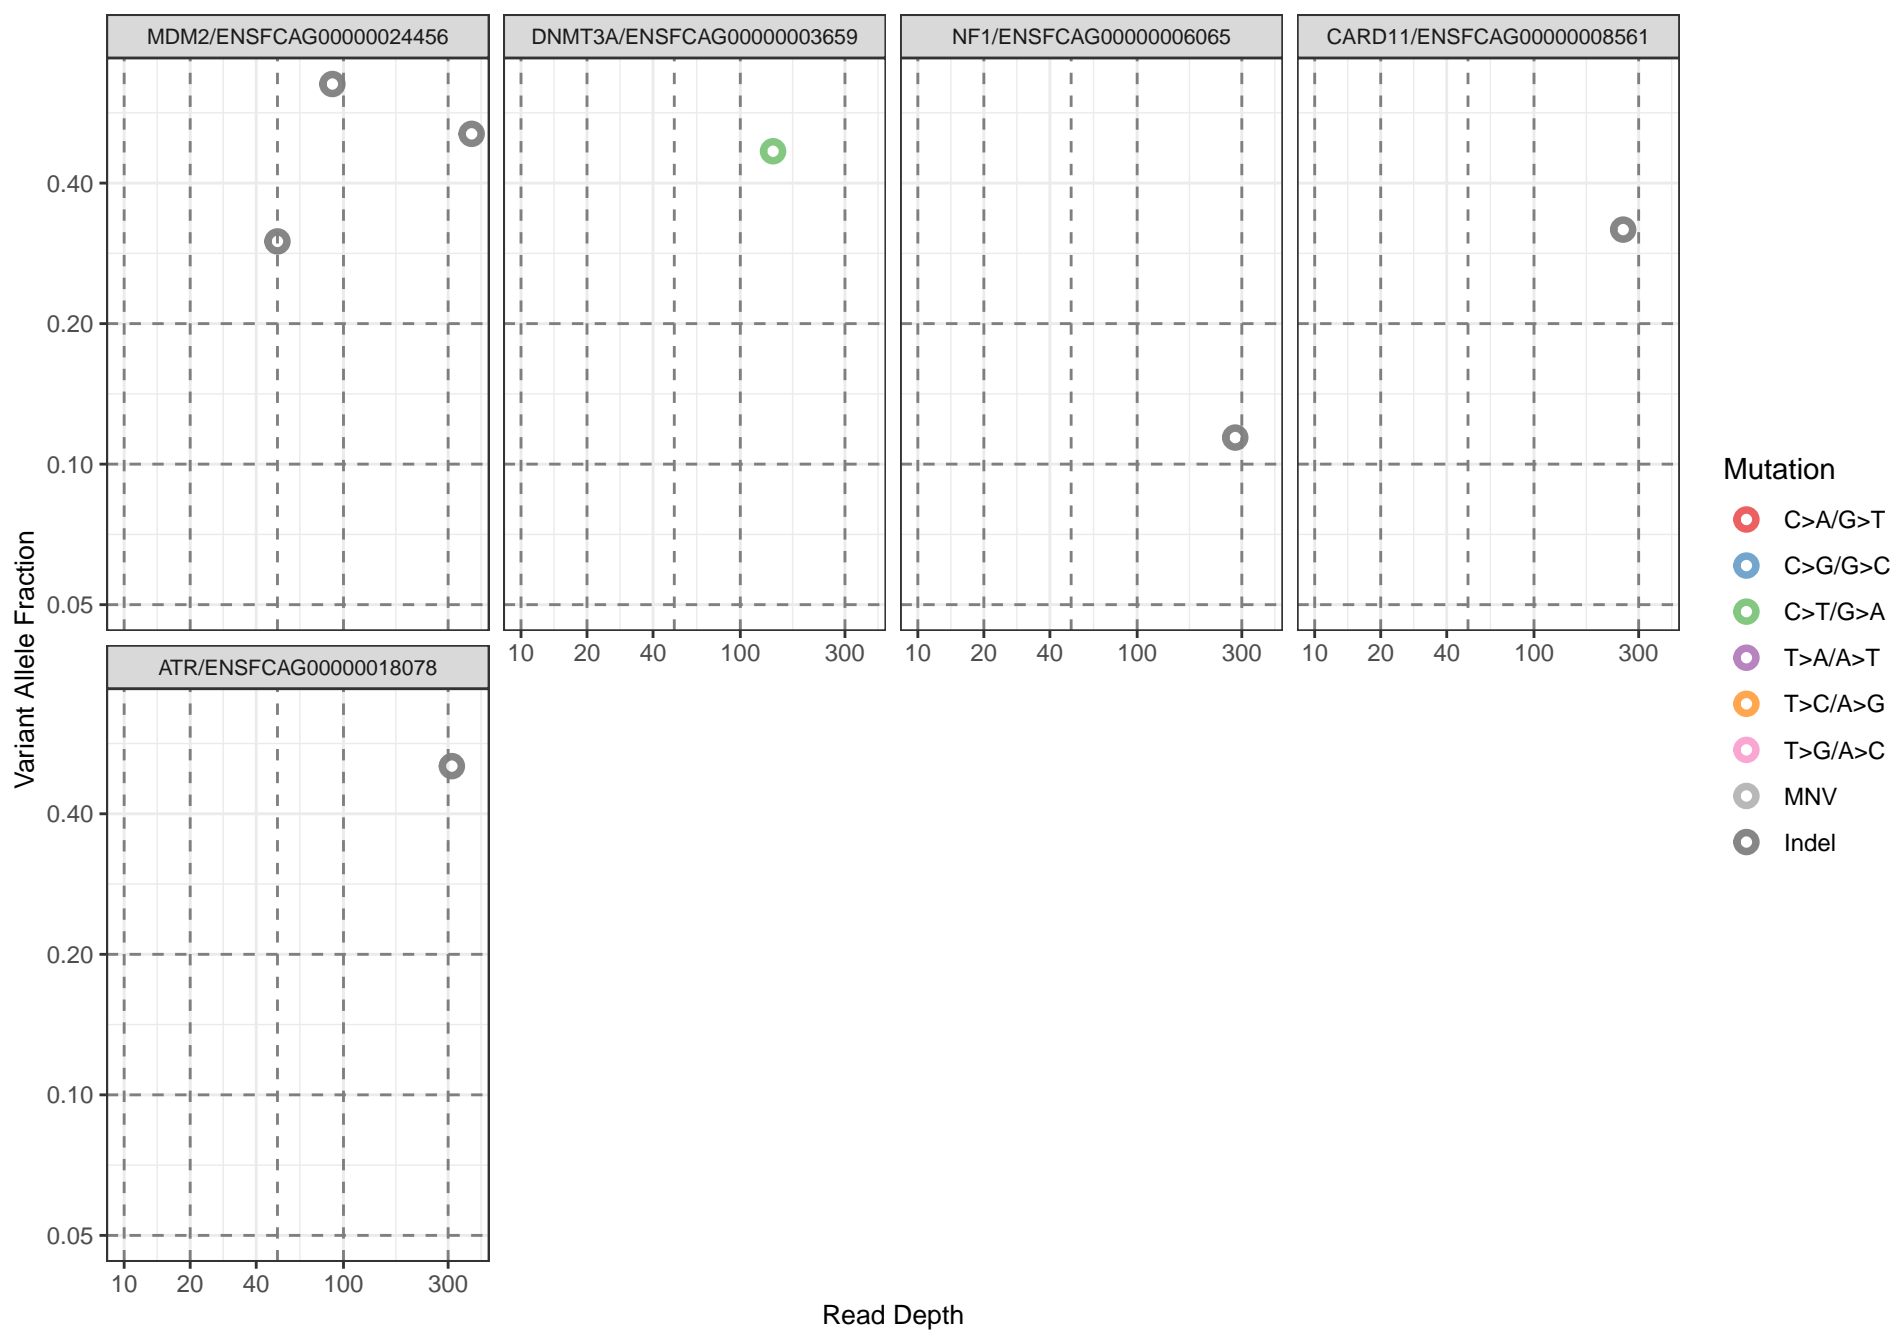 MDM2/ENSFCAG00000024456
DNMT3A/ENSFCAG00000003659
NF1/ENSFCAG00000006065
CARD11/ENSFCAG00000008561
0.40
0.20
0.10
0.05
10 20 40 100 300
10 20 40 100 300
10 20 40 100 300
ATR/ENSFCAG00000018078
0.40
0.20
0.10
0.05
10 20 40 100 300
Variant Allele Fraction
Read Depth
Mutation
C>A/G>T
C>G/G>C
C>T/G>A
T>A/A>T
T>C/A>G
T>G/A>C
MNV
Indel